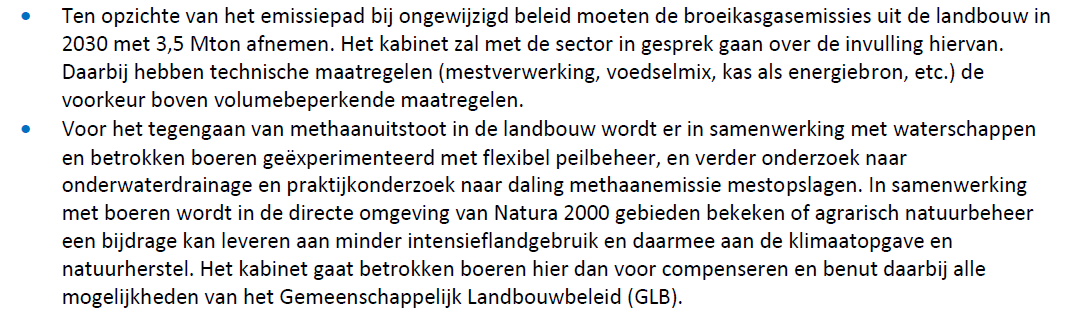 • Ten opzichte van het emissiepad bij ongewijzigd beleid moeten de broeikasgasemissies uit de landbouw in
2030 met 3,5 Mton afnemen. Het kabinet zal met de sector in gesprek gaan over de invulling hiervan.
Daarbij hebben technische maatregelen (mestverwerking, voedselmix, kas als energiebron, etc.) de
voorkeur boven volumebeperkende maatregelen.
• Voor het tegengaan van methaanuitstoot in de landbouw wordt er in samenwerking met waterschappen
en betrokken boeren geëxperimenteerd met flexibel peilbeheer, en verder onderzoek naar
onderwaterdrainage en praktijkonderzoek naar daling methaanemissie mestopslagen. In samenwerking
met boeren wordt in de directe omgeving van Natura 2000 gebieden bekeken of agrarisch natuurbeheer
een bijdrage kan leveren aan minder intensieflandgebruik en daarmee aan de klimaatopgave en
natuurherstel. Het kabinet gaat betrokken boeren hier dan voor compenseren en benut daarbij alle
mogelijkheden van het Gemeenschappelijk Landbouwbeleid (GLB).